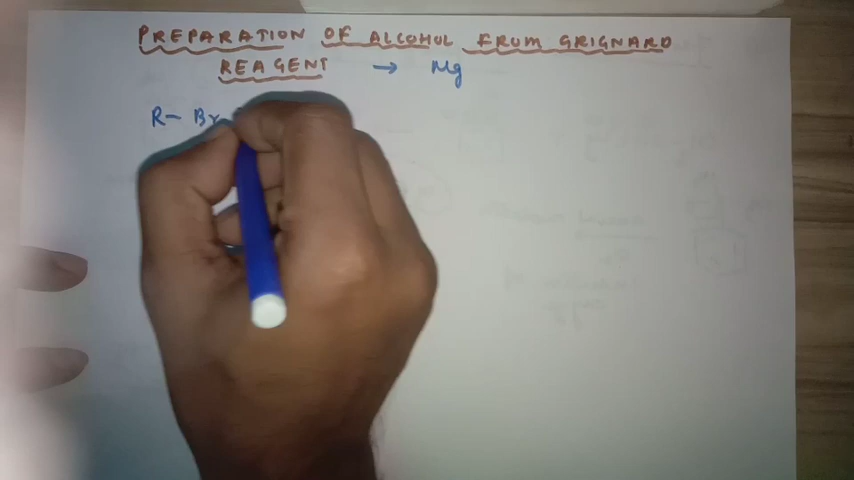 PREPARATION OF ALCOHOL FROM GRIGNARD
REAGENT → Mg
R- Br